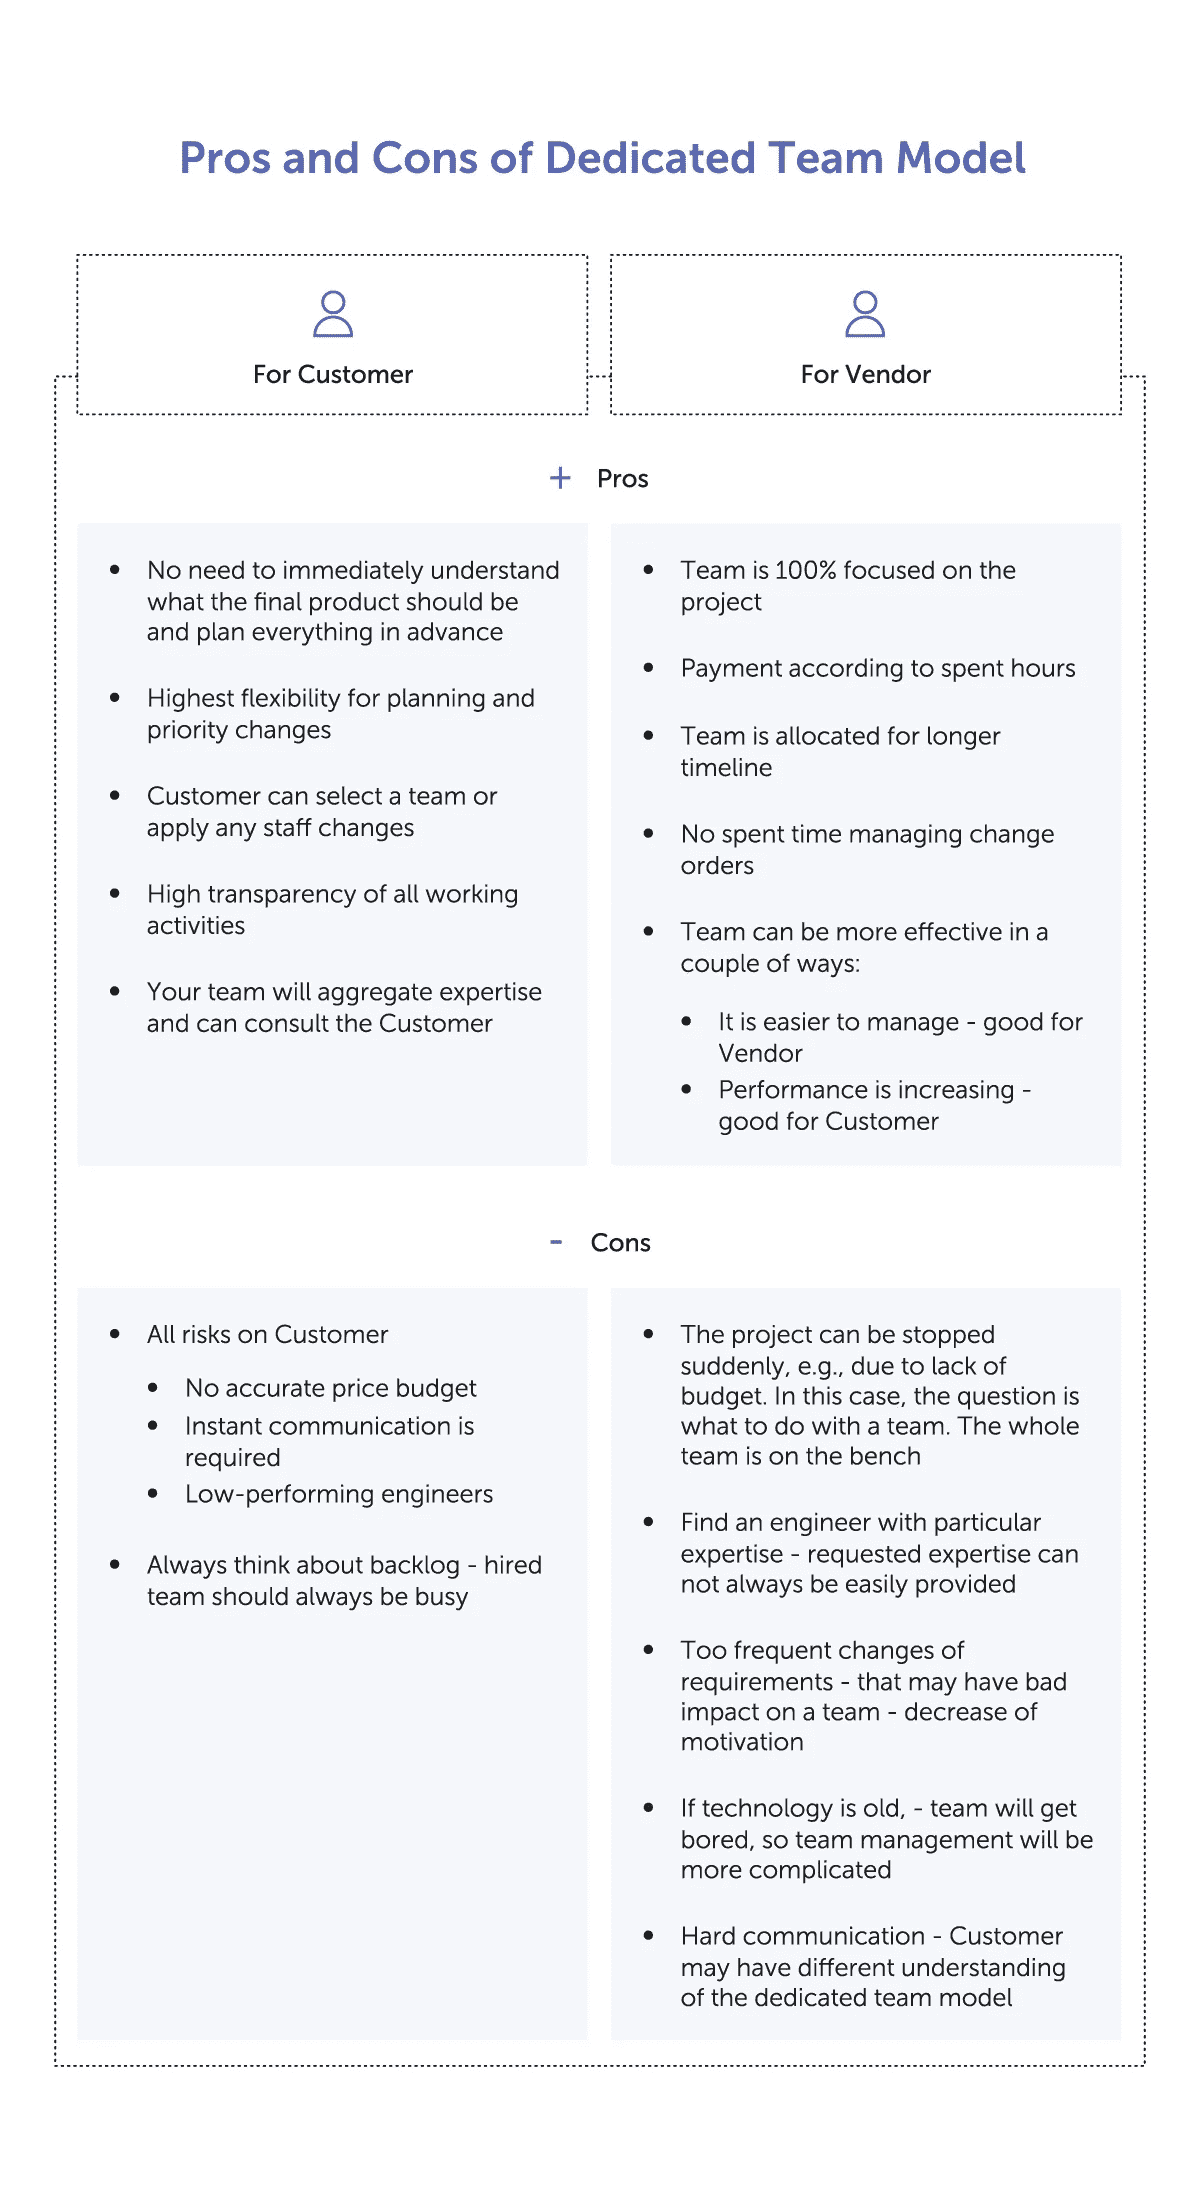 Pros and Cons of Dedicated Team Model
For Customer
For Vendor
+ Pros
• No need to immediately understand
what the final product should be
and plan everything in advance
• Highest flexibility for planning and
priority changes
• Customer can select a team or
apply any staff changes
• High transparency of all working
activities
• Your team will aggregate expertise
and can consult the Customer
• Team is 100% focused on the
project
• Payment according to spent hours
• Team is allocated for longer
timeline
• No spent time managing change
orders
• Team can be more effective in a
couple of ways:
• It is easier to manage - good for
Vendor
• Performance is increasing -
good for Customer
- Cons
• All risks on Customer
• No accurate price budget
• Instant communication is
required
• Low-performing engineers
• Always think about backlog - hired
team should always be busy
• The project can be stopped
suddenly, e.g., due to lack of
budget. In this case, the question is
what to do with a team. The whole
team is on the bench
• Find an engineer with particular
expertise - requested expertise can
not always be easily provided
• Too frequent changes of
requirements - that may have bad
impact on a team - decrease of
motivation
• If technology is old, - team will get
bored, so team management will be
more complicated
• Hard communication - Customer
may have different understanding
of the dedicated team model